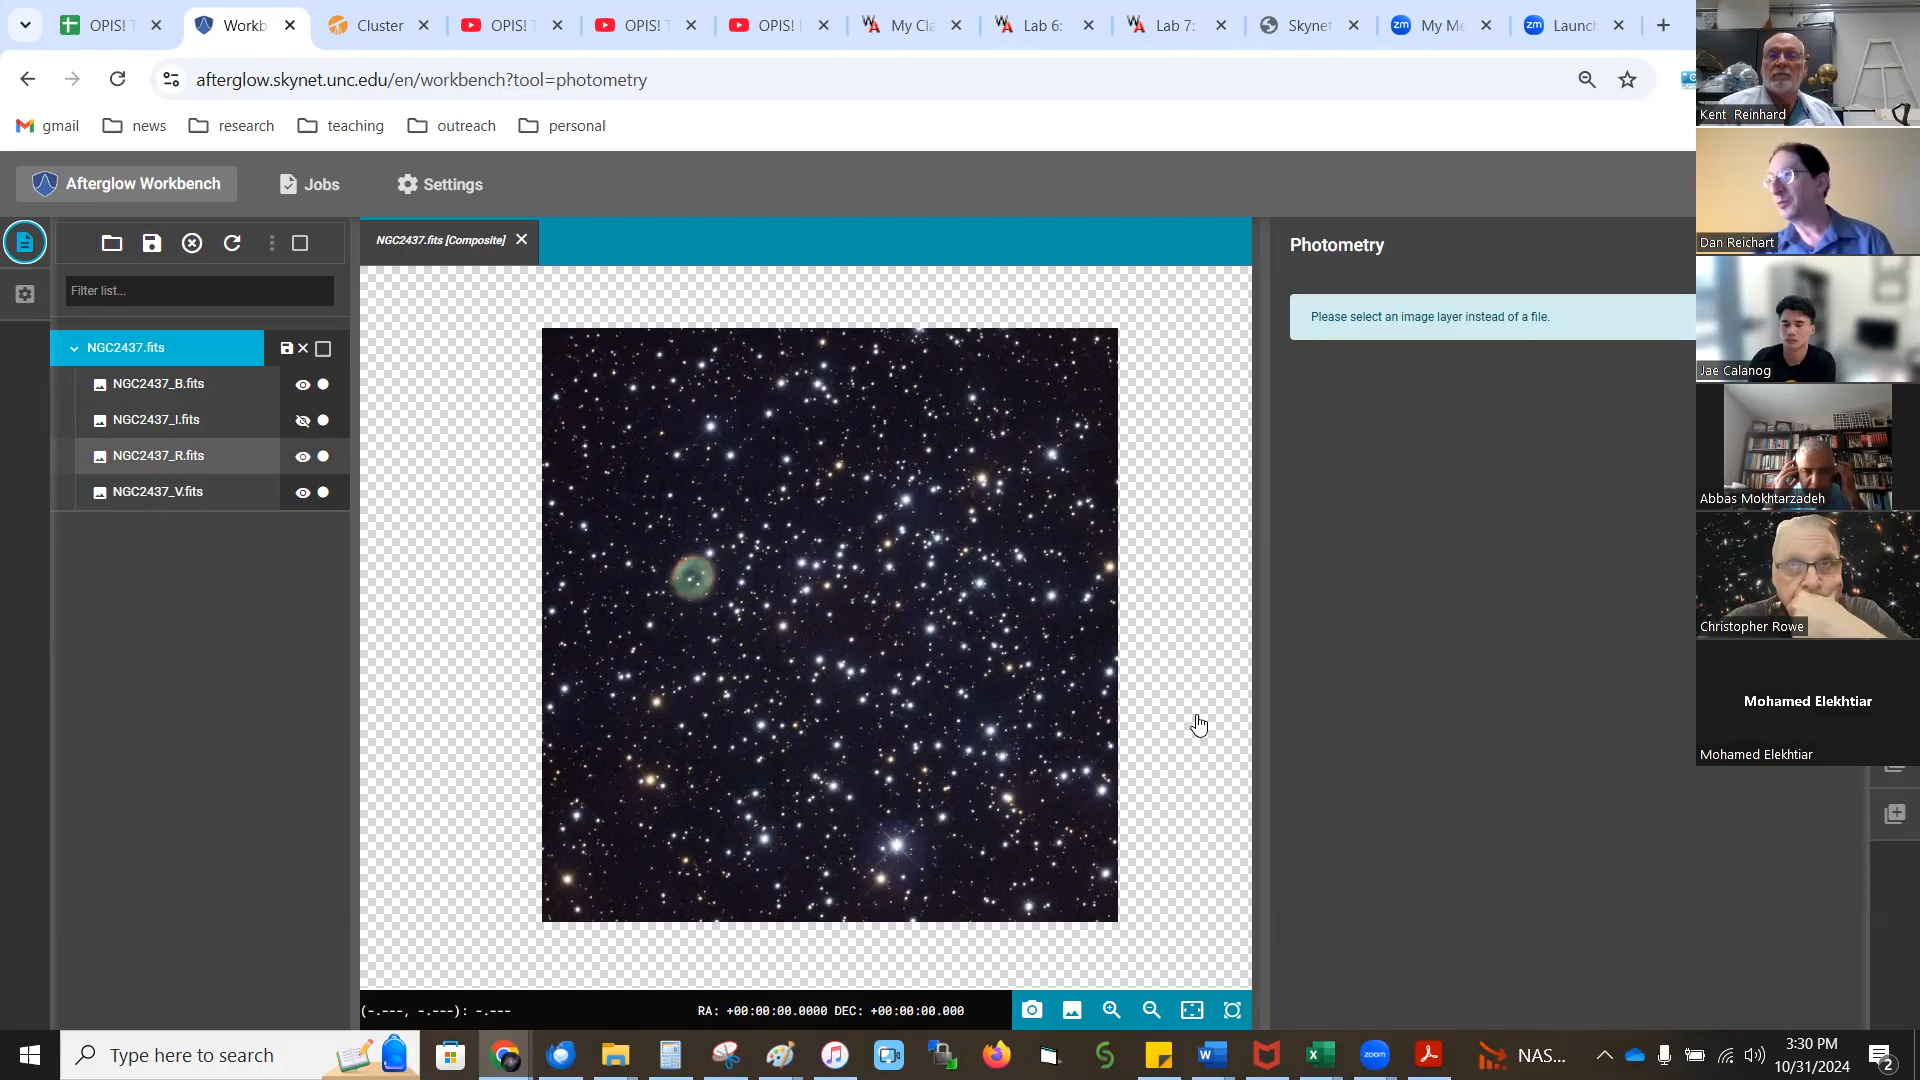 OPIS! T
Workb
Cluster
OPIS! T
OPIS! T
OPIS! L
My Cla
Lab 6:
Lab 7:
Skynet
zm My Me
zm Launch
afterglow.skynet.unc.edu/en/workbench?tool=photometry
gmail news research teaching outreach personal
Afterglow Workbench Jobs Settings
NGC2437.fits [Composite]
Photometry
Filter list...
Please select an image layer instead of a file.
NGC2437.fits
NGC2437_B.fits
NGC2437_I.fits
NGC2437_R.fits
NGC2437_V.fits
(-.---, -.---): -.---
RA: +00:00:00.0000 DEC: +00:00:00.000
Kent Reinhard
Dan Reichart
Jae Calanog
Abbas Mokhtarzadeh
Christopher Rowe
Mohamed Elekhtiar
Mohamed Elekhtiar
Type here to search
zoom
NAS...
3:30 PM
10/31/2024
2